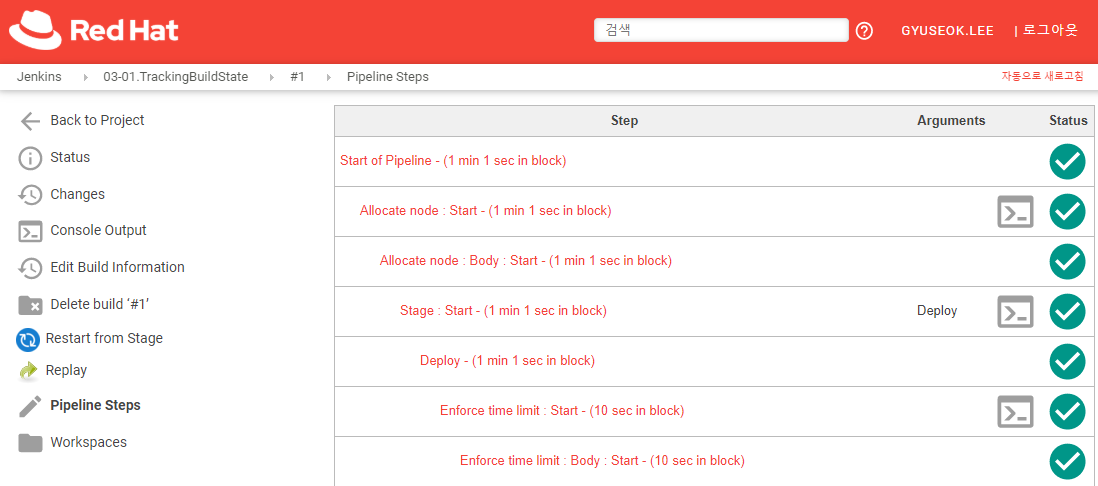 Red Hat
검색
GYUSEOK.LEE
| 로그아웃
Jenkins
03-01.TrackingBuildState
#1
Pipeline Steps
자동으로 새로고침
Back to Project
Status
Changes
Console Output
Edit Build Information
Delete build ‘#1’
Restart from Stage
Replay
Pipeline Steps
Workspaces
Step Arguments Status
Start of Pipeline - (1 min 1 sec in block)
Allocate node : Start - (1 min 1 sec in block)
Allocate node : Body : Start - (1 min 1 sec in block)
Stage : Start - (1 min 1 sec in block) Deploy
Deploy - (1 min 1 sec in block)
Enforce time limit : Start - (10 sec in block)
Enforce time limit : Body : Start - (10 sec in block)